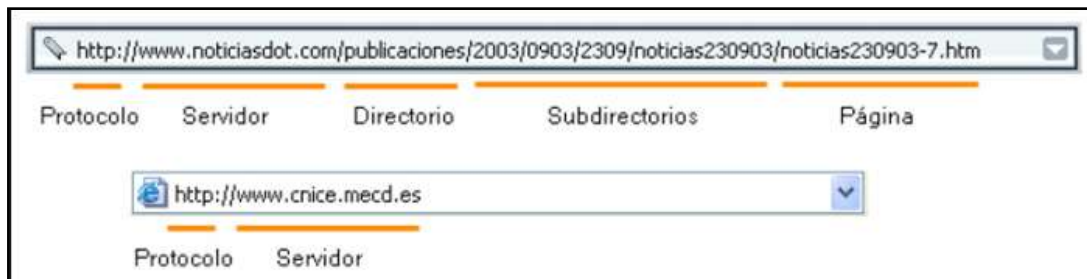 http://www.noticiasdot.com/publicaciones/2003/0903/2309/noticias230903/noticias230903-7.htm
Protocolo Servidor Directorio Subdirectorios Página
http://www.cnice.mecd.es
Protocolo Servidor